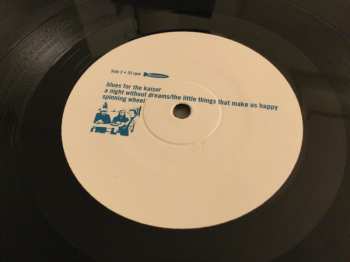 Side 2 • 33 rpm
blues for the kaiser
a night without dreams/the little things that make us happy
spinning wheel